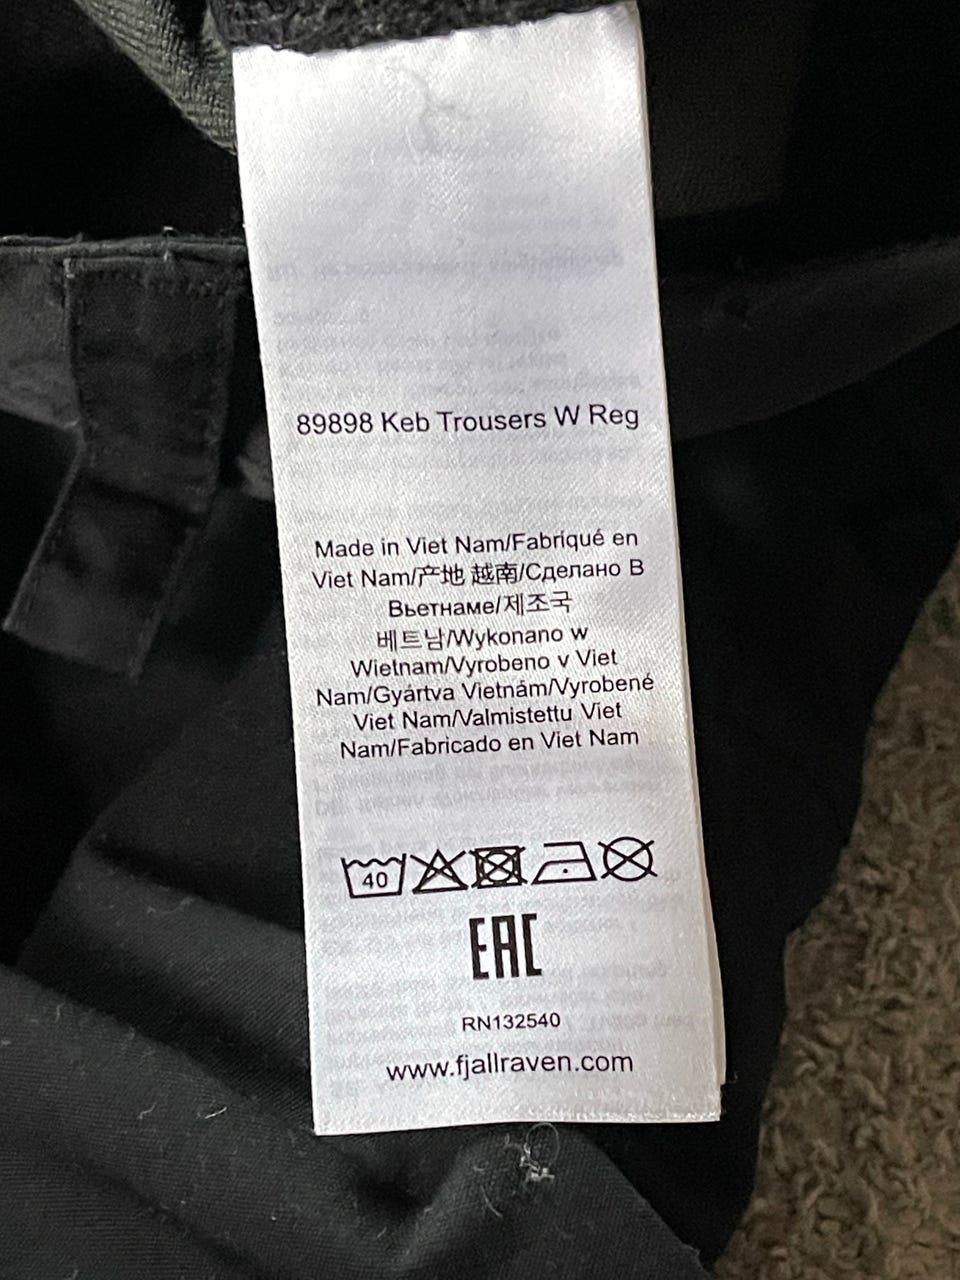 89898 Keb Trousers W Reg
Made in Viet Nam/Fabriqué en
Viet Nam/产地 越南/Сделано В
Вьетнаме/제조국
베트남/Wykonano w
Wietnam/Vyrobeno v Viet
Nam/Gyártva Vietnám/Vyrobené
Viet Nam/Valmistettu Viet
Nam/Fabricado en Viet Nam
40
EAC
RN132540
www.fjallraven.com